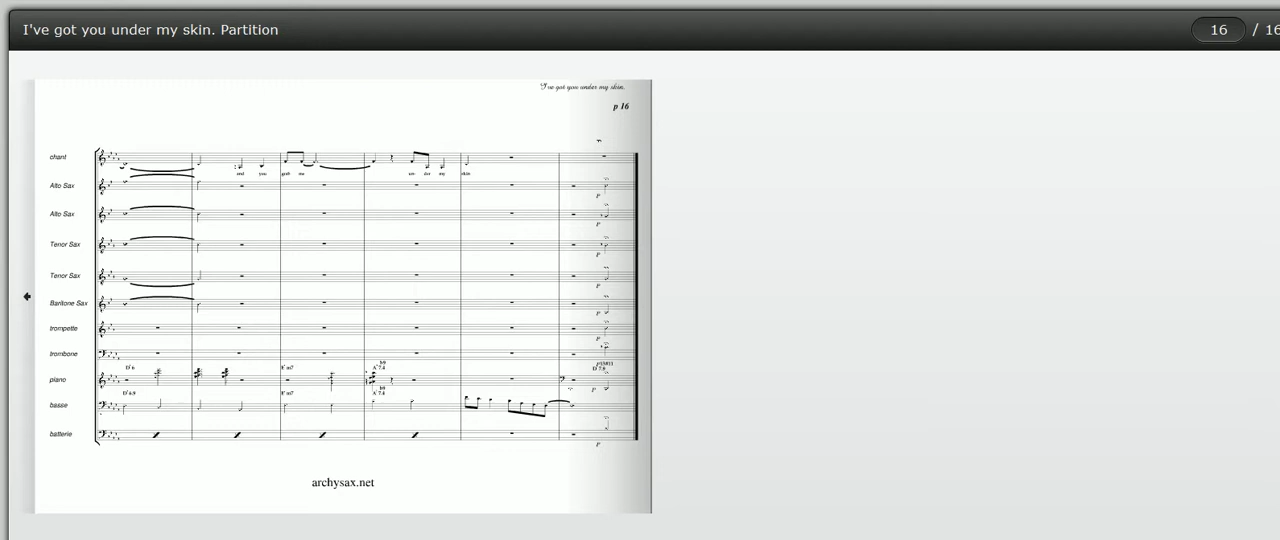 I've got you under my skin. Partition
16 / 16
I've got you under my skin.
p 16
chant
and you got me un- der my skin
Alto Sax
P
Alto Sax
P
Tenor Sax
P
Tenor Sax
P
Baritone Sax
P
trompette
P
trombone
piano
P
basse
batterie
P
archysax.net